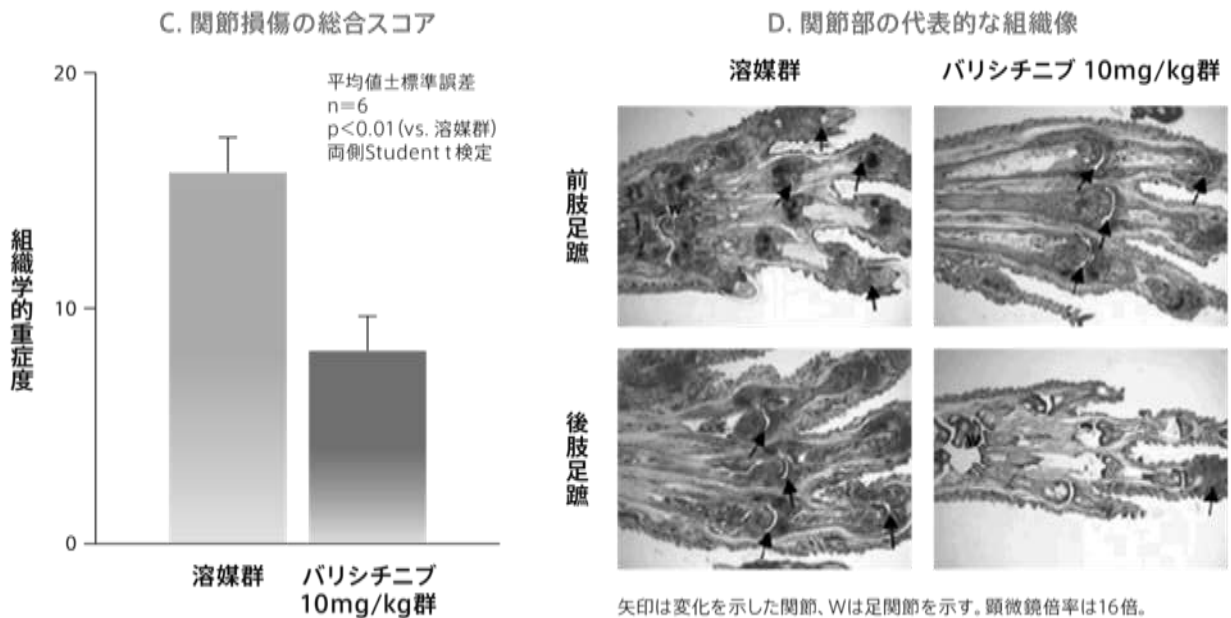 C. 関節損傷の総合スコア
20
10
0
組織学的重症度
平均値±標準誤差
n=6
p<0.01(vs. 溶媒群)
両側Student t 検定
溶媒群
バリシチニブ
10mg/kg群
D. 関節部の代表的な組織像
溶媒群
バリシチニブ 10mg/kg群
前肢足蹠
W
後肢足蹠
W
矢印は変化を示した関節、Wは足関節を示す。顕微鏡倍率は16倍。